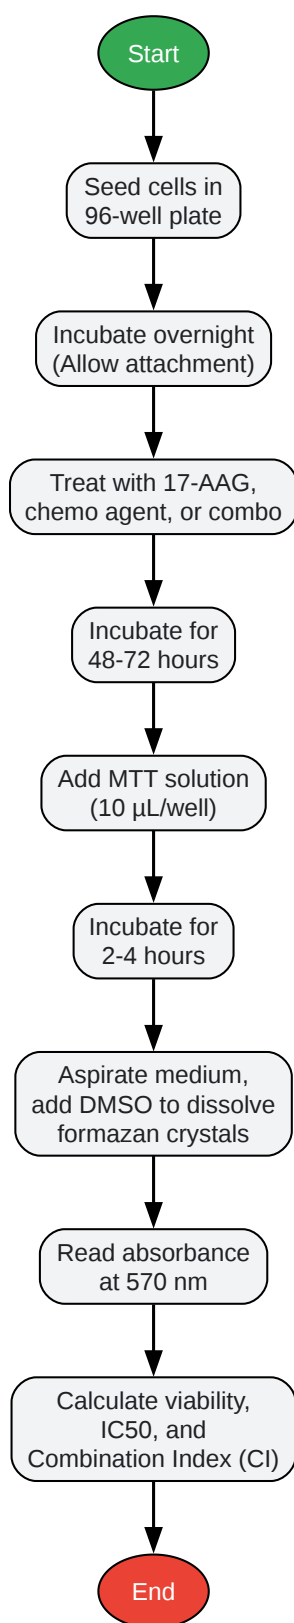 Start
Seed cells in
96-well plate
Incubate overnight
(Allow attachment)
Treat with 17-AAG,
chemo agent, or combo
Incubate for
48-72 hours
Add MTT solution
(10 µL/well)
Incubate for
2-4 hours
Aspirate medium,
add DMSO to dissolve
formazan crystals
Read absorbance
at 570 nm
Calculate viability,
IC50, and
Combination Index (CI)
End